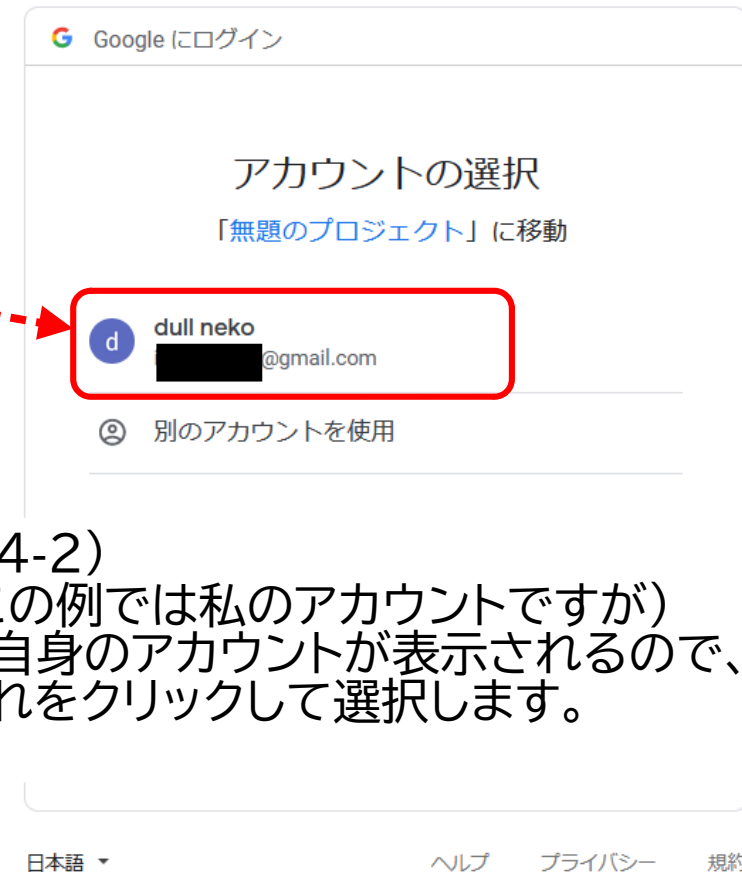 Google にログイン
アカウントの選択
「無題のプロジェクト」に移動
d
dull neko
@gmail.com
別のアカウントを使用
4-2)
の例では私のアカウントですが)
自身のアカウントが表示されるので、
れをクリックして選択します。
日本語
ヘルプ プライバシー 規約